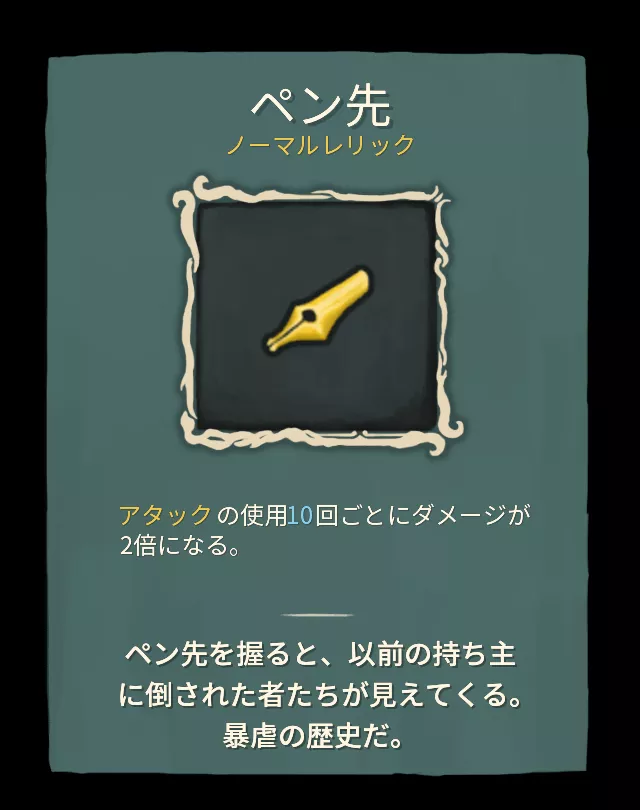 ペン先
ノーマルレリック
アタックの使用10回ごとにダメージが
2倍になる。
ペン先を握ると、以前の持ち主
に倒された者たちが見えてくる。
暴虐の歴史だ。